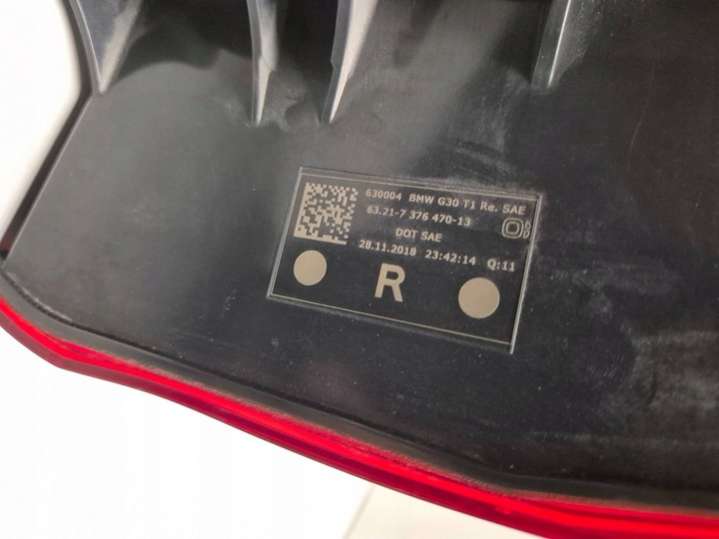 630004 BMW G30 T1 Re. SAE
63.21-7 376 470-13
DOT SAE
28.11.2018 23:42:14 Q:11
R